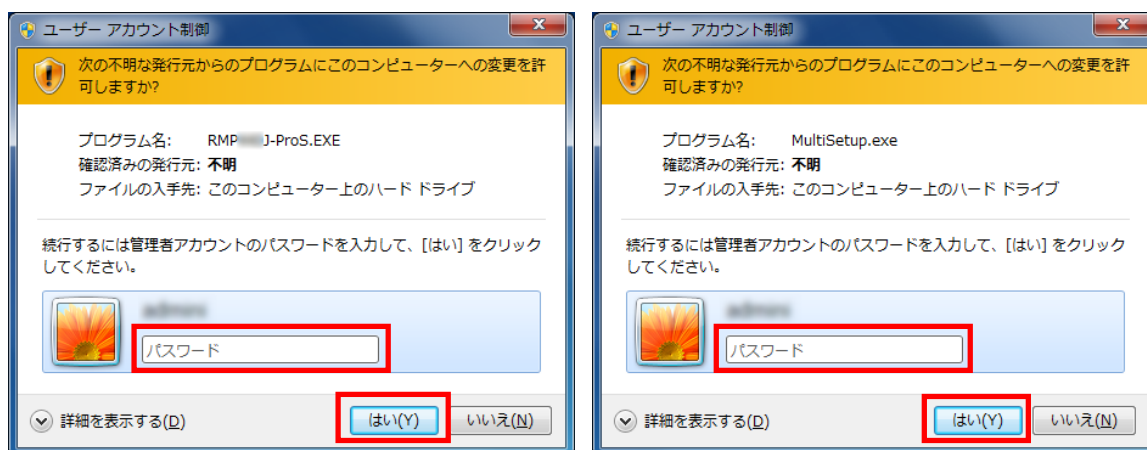 ユーザー アカウント制御
次の不明な発行元からのプログラムにこのコンピューターへの変更を許
可しますか?
プログラム名: RMP J-ProS.EXE
確認済みの発行元: 不明
ファイルの入手先: このコンピューター上のハード ドライブ
続行するには管理者アカウントのパスワードを入力して、[はい] をクリック
してください。
パスワード
詳細を表示する(D)
はい(Y)
いいえ(N)
ユーザー アカウント制御
次の不明な発行元からのプログラムにこのコンピューターへの変更を許
可しますか?
プログラム名: MultiSetup.exe
確認済みの発行元: 不明
ファイルの入手先: このコンピューター上のハード ドライブ
続行するには管理者アカウントのパスワードを入力して、[はい] をクリック
してください。
パスワード
詳細を表示する(D)
はい(Y)
いいえ(N)